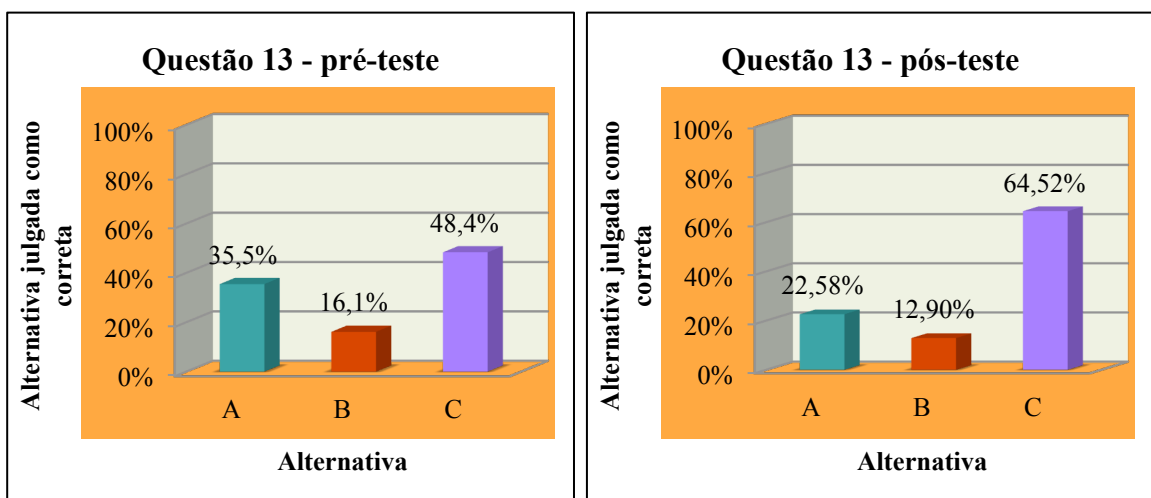 Questão 13 - pré-teste
Alternativa julgada como
correta
100%
80%
60%
40%
20%
0%
35,5%
16,1%
48,4%
A B C
Alternativa
Questão 13 - pós-teste
Alternativa julgada como
correta
100%
80%
60%
40%
20%
0%
22,58%
12,90%
64,52%
A B C
Alternativa